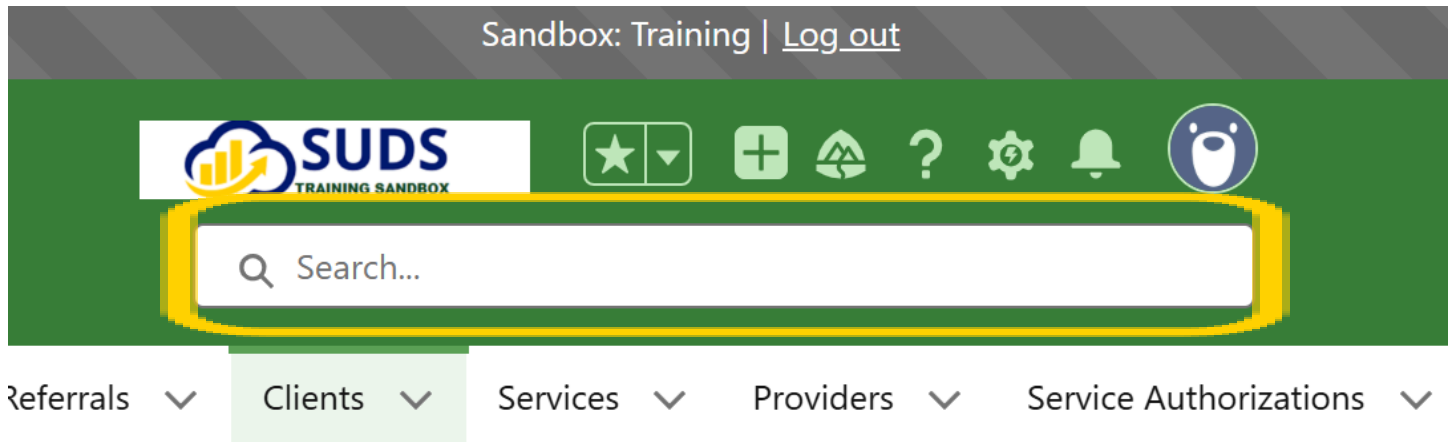 Sandbox: Training | Log out
SUDS
TRAINING SANDBOX
Search...
Referrals Clients Services Providers Service Authorizations